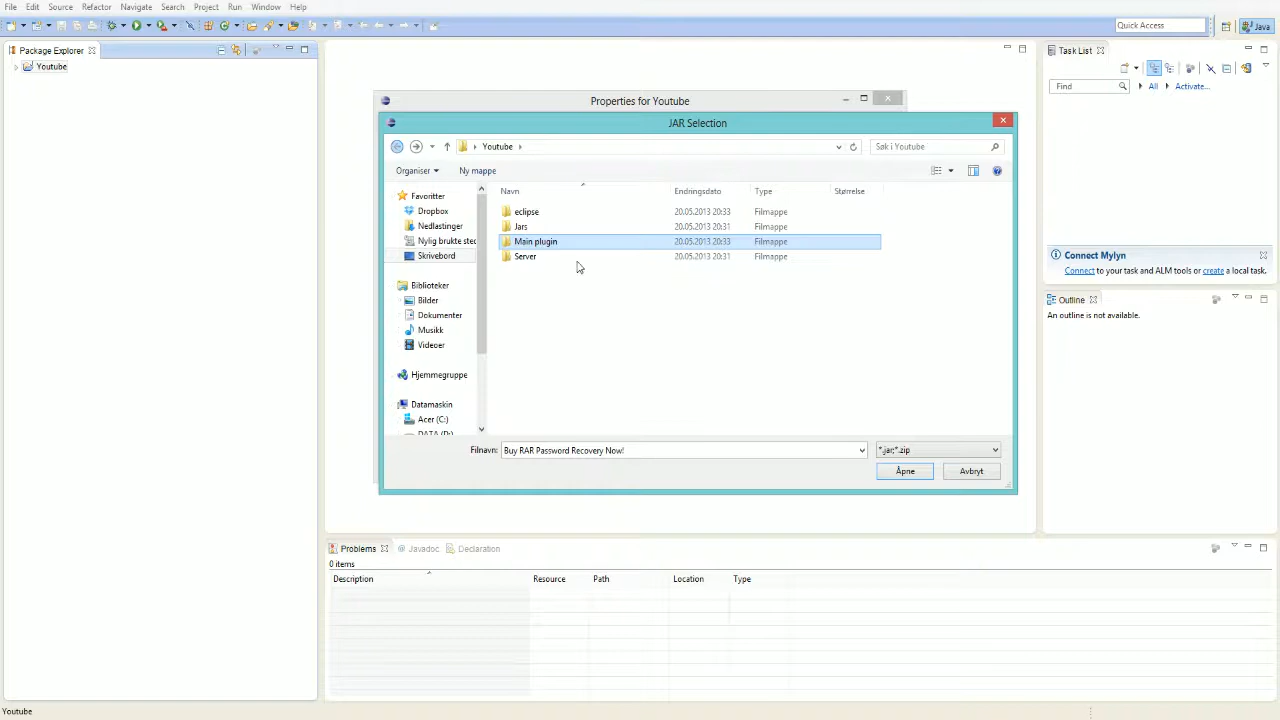 File Edit Source Refactor Navigate Search Project Run Window Help
Quick Access
Java
Package Explorer
Youtube
Properties for Youtube
JAR Selection
Youtube
Søk i Youtube
Organiser
Ny mappe
Favoritter
Dropbox
Nedlastinger
Nylig brukte sted
Skrivebord
Biblioteker
Bilder
Dokumenter
Musikk
Videoer
Hjemmegruppe
Datamaskin
Acer (C:)
DATA (D:)
Navn Endringsdato Type Størrelse
eclipse 20.05.2013 20:33 Filmappe
Jars 20.05.2013 20:31 Filmappe
Main plugin 20.05.2013 20:33 Filmappe
Server 20.05.2013 20:31 Filmappe
Filnavn: Buy RAR Password Recovery Now! *.jar;*.zip
Åpne Avbryt
Task List
Find All Activate...
Connect Mylyn
Connect to your task and ALM tools or create a local task.
Outline
An outline is not available.
Problems Javadoc Declaration
0 items
Description Resource Path Location Type
Youtube